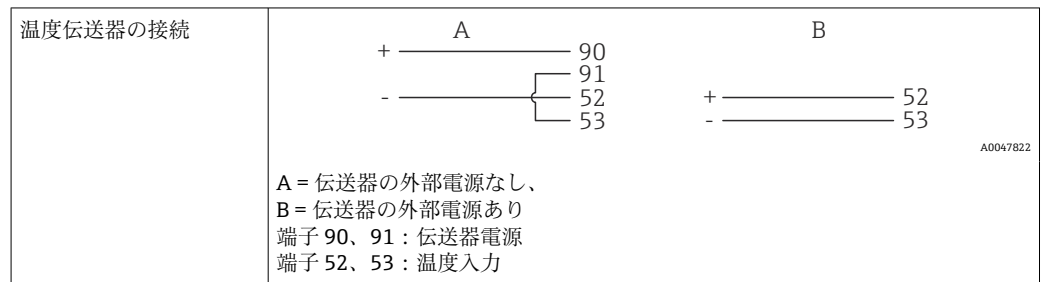 温度伝送器の接続
A B
+ 90
91
- 52
53
+ 52
- 53
A0047822
A = 伝送器の外部電源なし、
B = 伝送器の外部電源あり
端子 90、91：伝送器電源
端子 52、53：温度入力